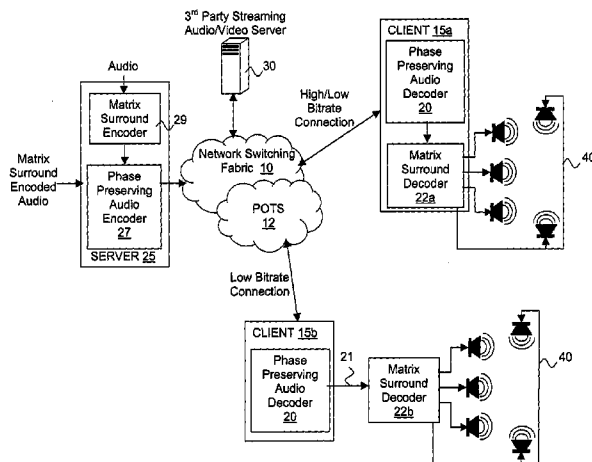 3rd Party Streaming
Audio/Video Server
30
Audio
Matrix
Surround
Encoder
29
Matrix
Surround
Encoded
Audio
Phase
Preserving
Audio
Encoder
27
SERVER 25
Network Switching
Fabric 10
POTS
12
High/Low
Bitrate
Connection
CLIENT 15a
Phase
Preserving
Audio
Decoder
20
Matrix
Surround
Decoder
22a
40
Low Bitrate
Connection
CLIENT 15b
Phase
Preserving
Audio
Decoder
20
21
Matrix
Surround
Decoder
22b
40